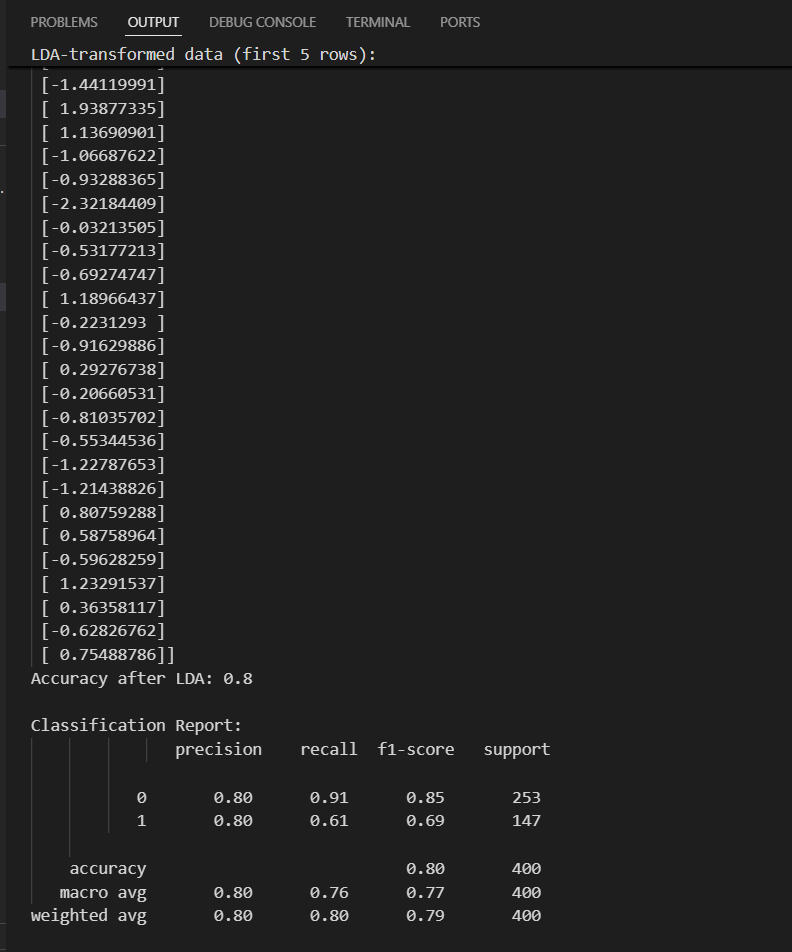 PROBLEMS OUTPUT DEBUG CONSOLE TERMINAL PORTS
LDA-transformed data (first 5 rows):
[-1.44119991]
[ 1.93877335]
[ 1.13690901]
[-1.06687622]
[-0.93288365]
[-2.32184409]
[-0.03213505]
[-0.53177213]
[-0.69274747]
[ 1.18966437]
[-0.2231293 ]
[-0.91629886]
[ 0.29276738]
[-0.20660531]
[-0.81035702]
[-0.55344536]
[-1.22787653]
[-1.21438826]
[ 0.80759288]
[ 0.58758964]
[-0.59628259]
[ 1.23291537]
[ 0.36358117]
[-0.62826762]
[ 0.75488786]]
Accuracy after LDA: 0.8
Classification Report:
precision recall f1-score support
0 0.80 0.91 0.85 253
1 0.80 0.61 0.69 147
accuracy 0.80 400
macro avg 0.80 0.76 0.77 400
weighted avg 0.80 0.80 0.79 400